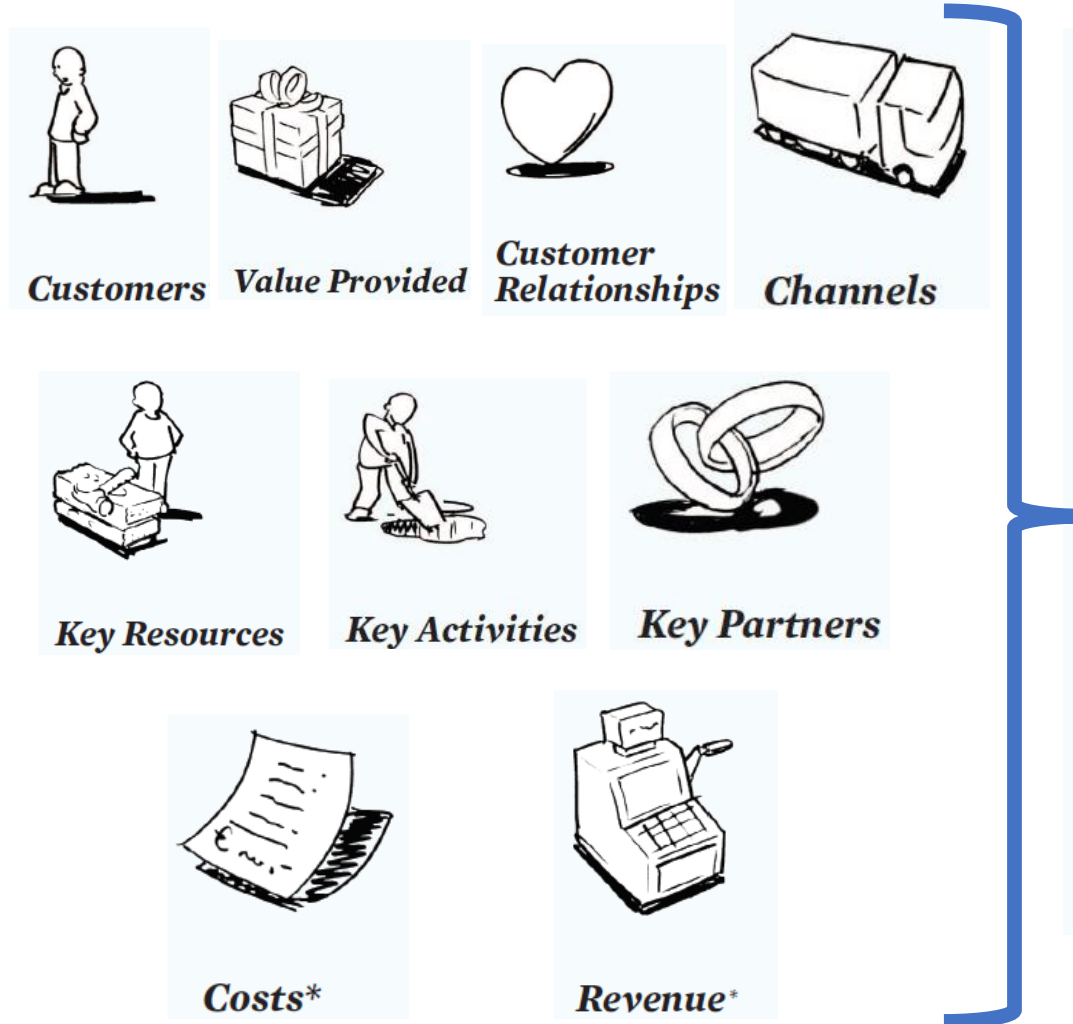 Customers
Value Provided
Customer
Relationships
Channels
Key Resources
Key Activities
Key Partners
Costs*
Revenue*